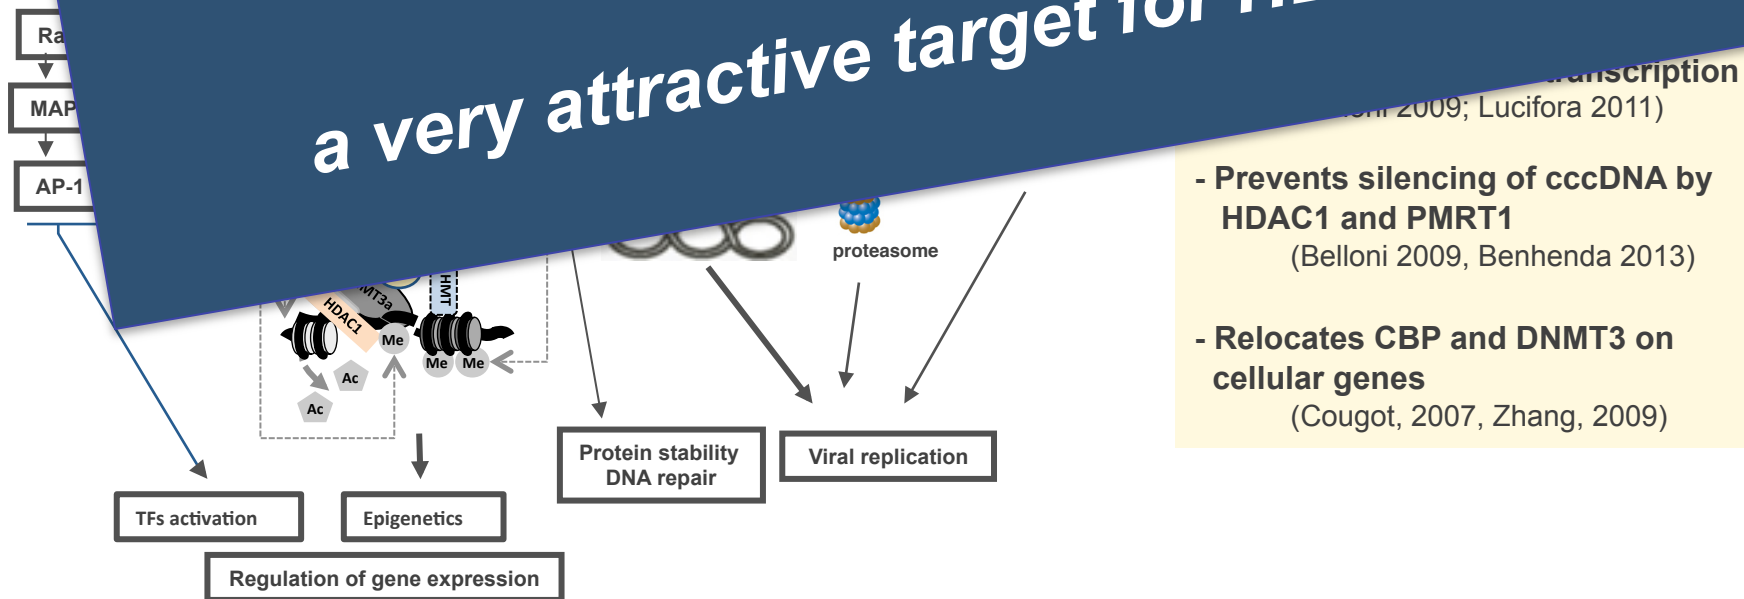 a very attractive target for
transcription
2009; Lucifora 2011)
- Prevents silencing of cccDNA by
HDAC1 and PMRT1
(Belloni 2009, Benhenda 2013)
- Relocates CBP and DNMT3 on
cellular genes
(Cougot, 2007, Zhang, 2009)
MAP
AP-1
proteasome
HMT
MT3a
HDAC1
Me
Me
Me
Ac
Ac
Protein stability
DNA repair
Viral replication
TFs activation
Epigenetics
Regulation of gene expression